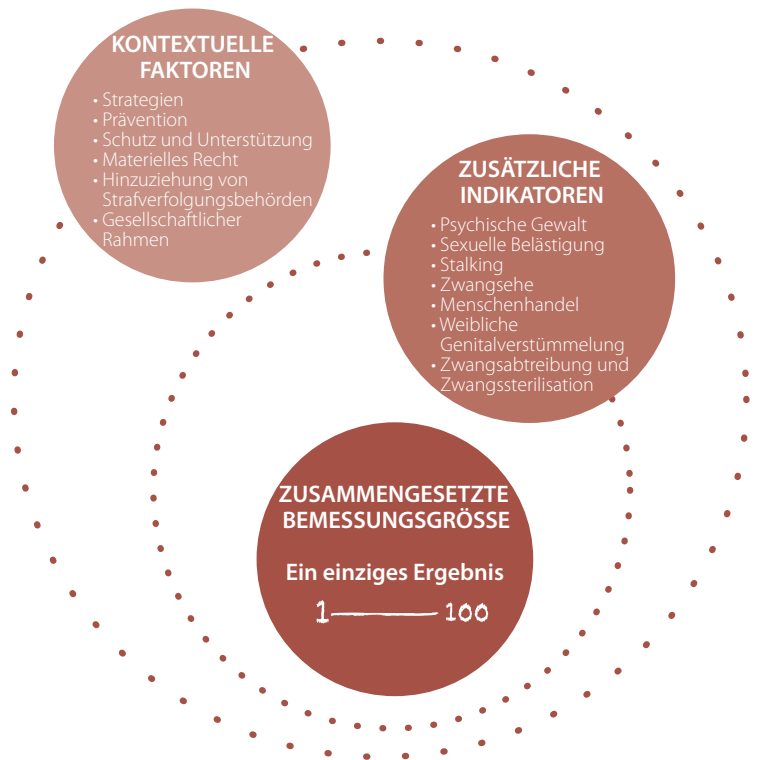 KONTEXTUELLE
FAKTOREN
• Strategien
• Prävention
• Schutz und Unterstützung
• Materielles Recht
• Hinzuziehung von
Strafverfolgungsbehörden
• Gesellschaftlicher
Rahmen
ZUSÄTZLICHE
INDIKATOREN
• Psychische Gewalt
• Sexuelle Belästigung
• Stalking
• Zwangsehe
• Menschenhandel
• Weibliche
Genitalverstümmelung
• Zwangsabtreibung und
Zwangssterilisation
ZUSAMMENGESETZTE
BEMESSUNGSGRÖSSE
Ein einziges Ergebnis
1 100